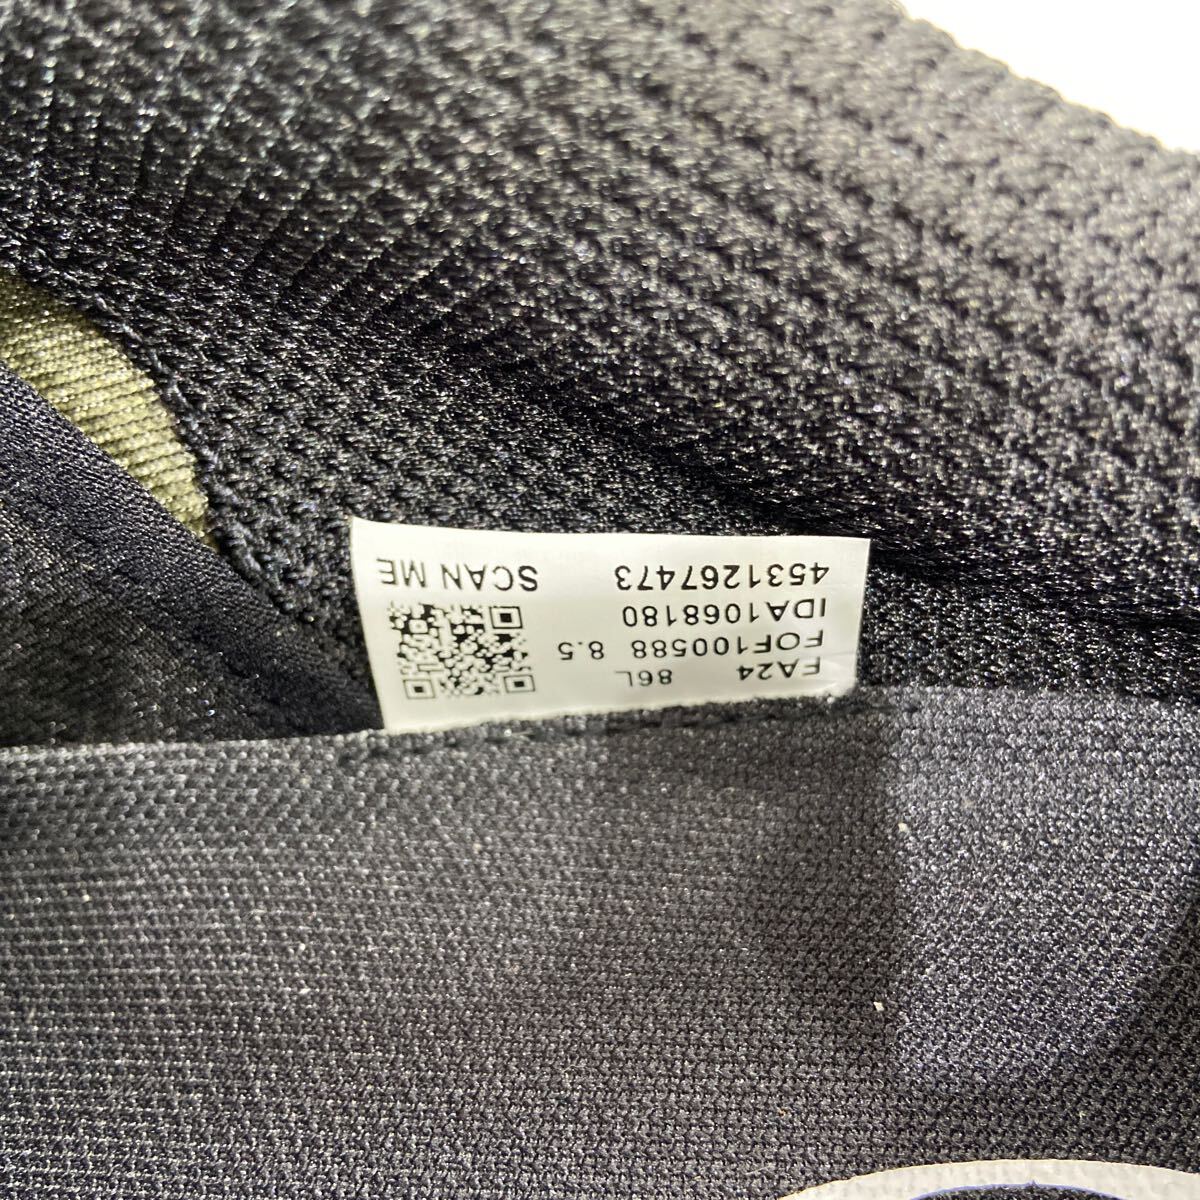 FA24 86L
FOF100588 8.5
IDA1068180
4531267473 SCAN ME